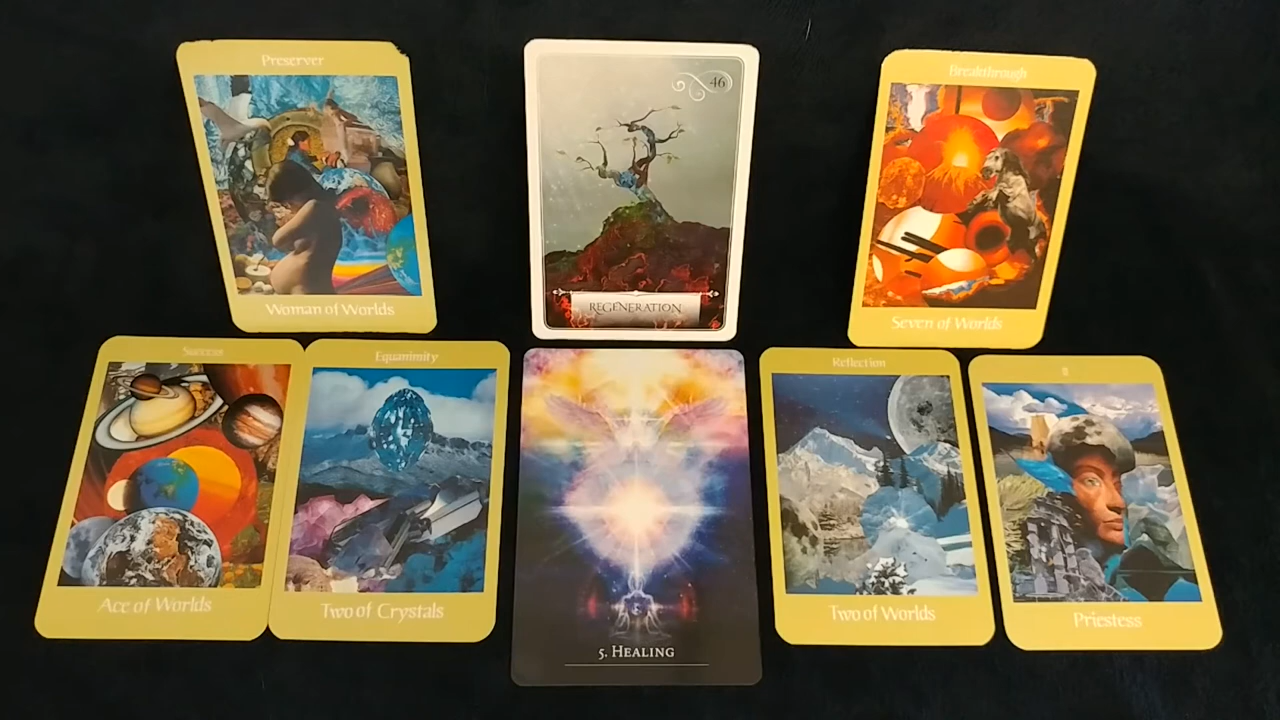 Preserver
Woman of Worlds
46
REGENERATION
Breakthrough
Seven of Worlds
Success
Ace of Worlds
Equanimity
Two of Crystals
5. HEALING
Reflection
Two of Worlds
II
Priestess